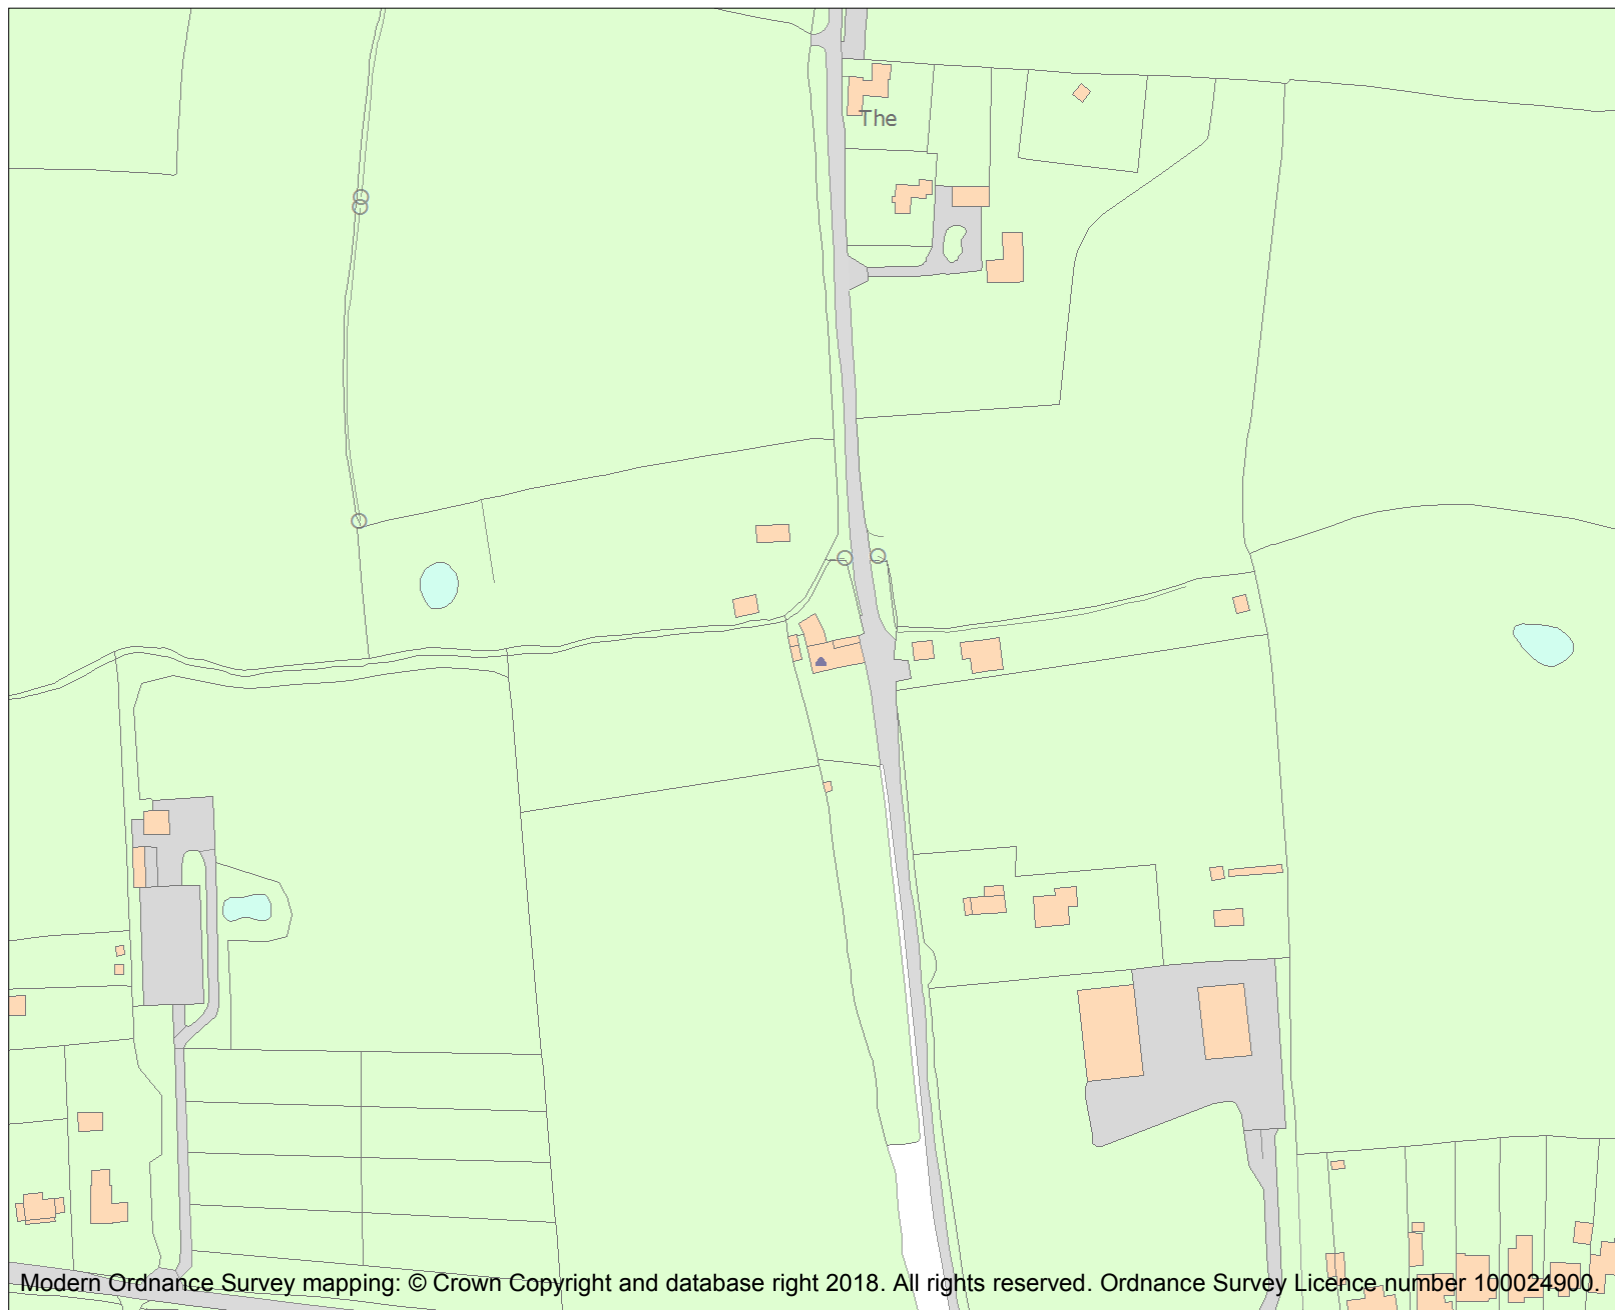 The
Modern Ordnance Survey mapping: © Crown Copyright and database right 2018. All rights reserved. Ordnance Survey Licence number 100024900.